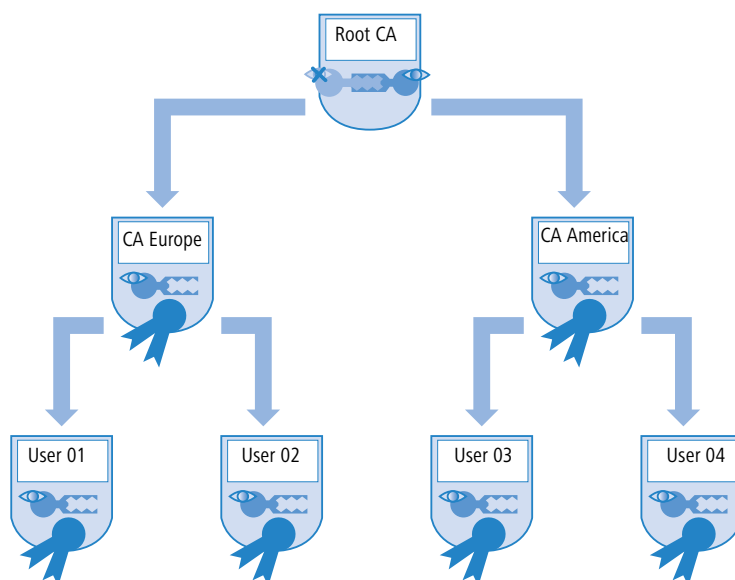 Root CA
CA Europe
CA America
User 01
User 02
User 03
User 04